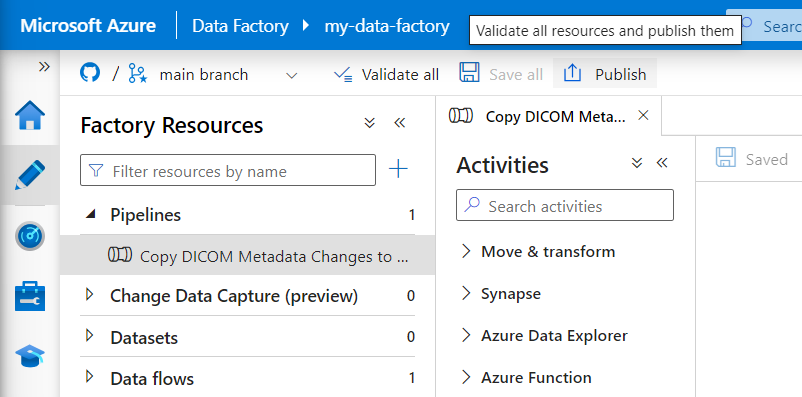 Microsoft Azure
Data Factory
my-data-factory
Validate all resources and publish them
Searc
/
main branch
Validate all
Save all
Publish
Factory Resources
Filter resources by name
Pipelines
1
Copy DICOM Metadata Changes to ...
Change Data Capture (preview)
0
Datasets
0
Data flows
1
Copy DICOM Meta...
Activities
Search activities
Move & transform
Synapse
Azure Data Explorer
Azure Function
Saved